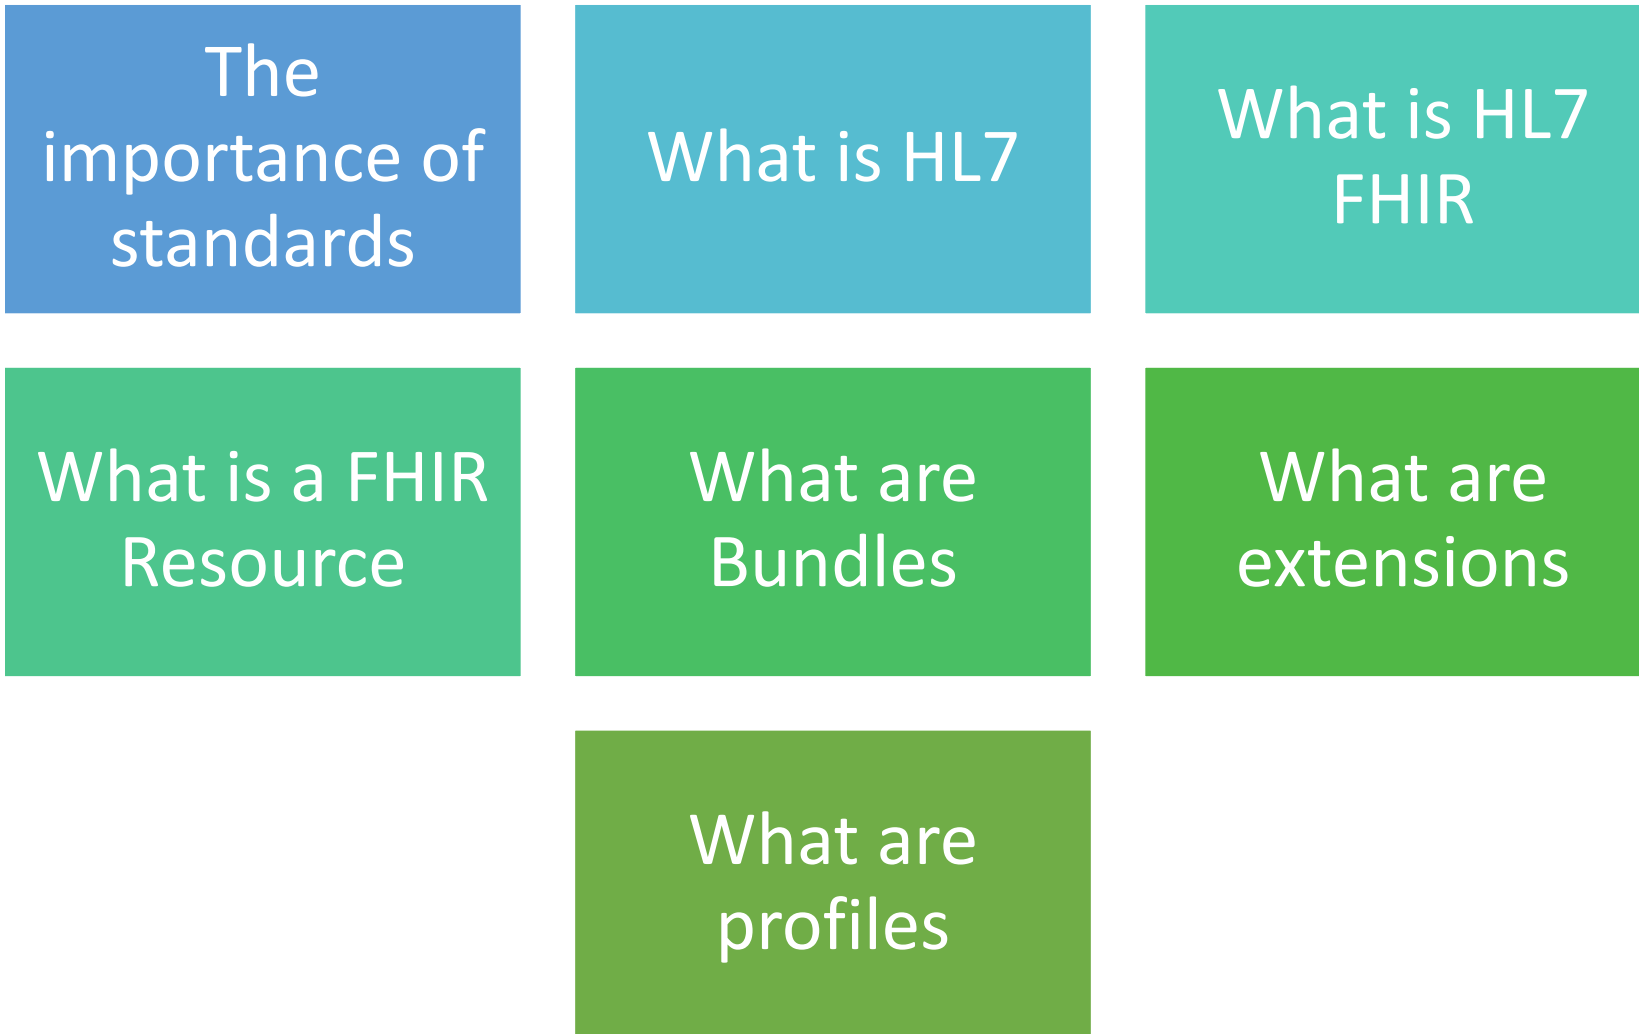 The
importance of
standards
What is HL7
What is HL7
FHIR
What is a FHIR
Resource
What are
Bundles
What are
extensions
What are
profiles